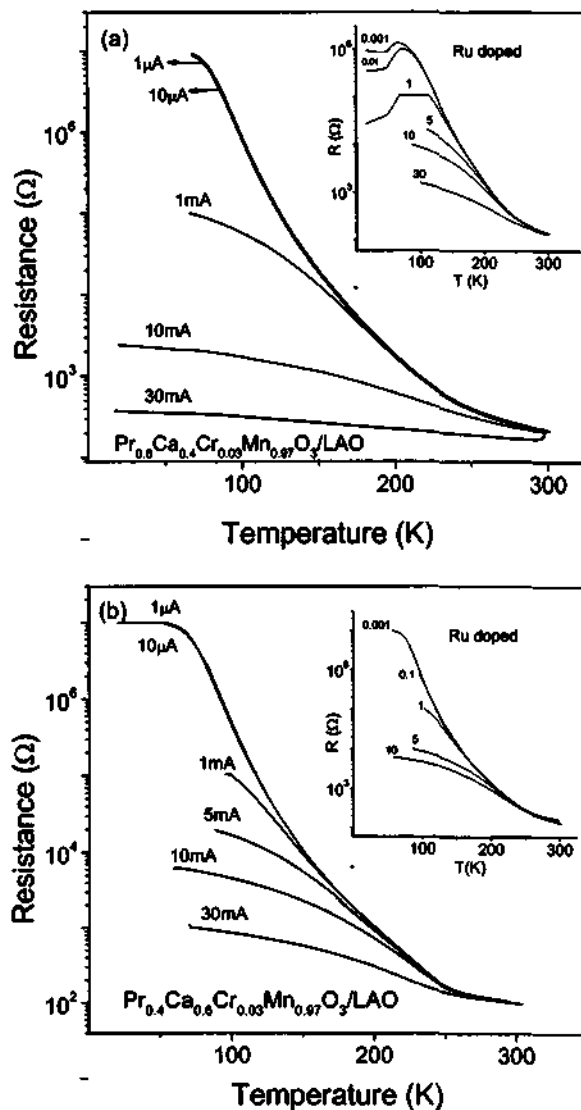 (a)
1μA
10μA
1mA
10mA
30mA
10⁶
10³
Resistance (Ω)
Pr₀.₆Ca₀.₄Cr₀.₀₃Mn₀.₉₇O₃/LAO
100
200
300
Temperature (K)
Ru doped
0.001
0.01
1
5
10
30
10⁶
10³
R (Ω)
100
200
300
T (K)
(b)
1μA
10μA
1mA
5mA
10mA
30mA
10⁶
10⁴
10²
Resistance (Ω)
Pr₀.₄Ca₀.₆Cr₀.₀₃Mn₀.₉₇O₃/LAO
100
200
300
Temperature (K)
Ru doped
0.001
0.1
1
5
10
10⁶
10³
R (Ω)
100
200
300
T(K)